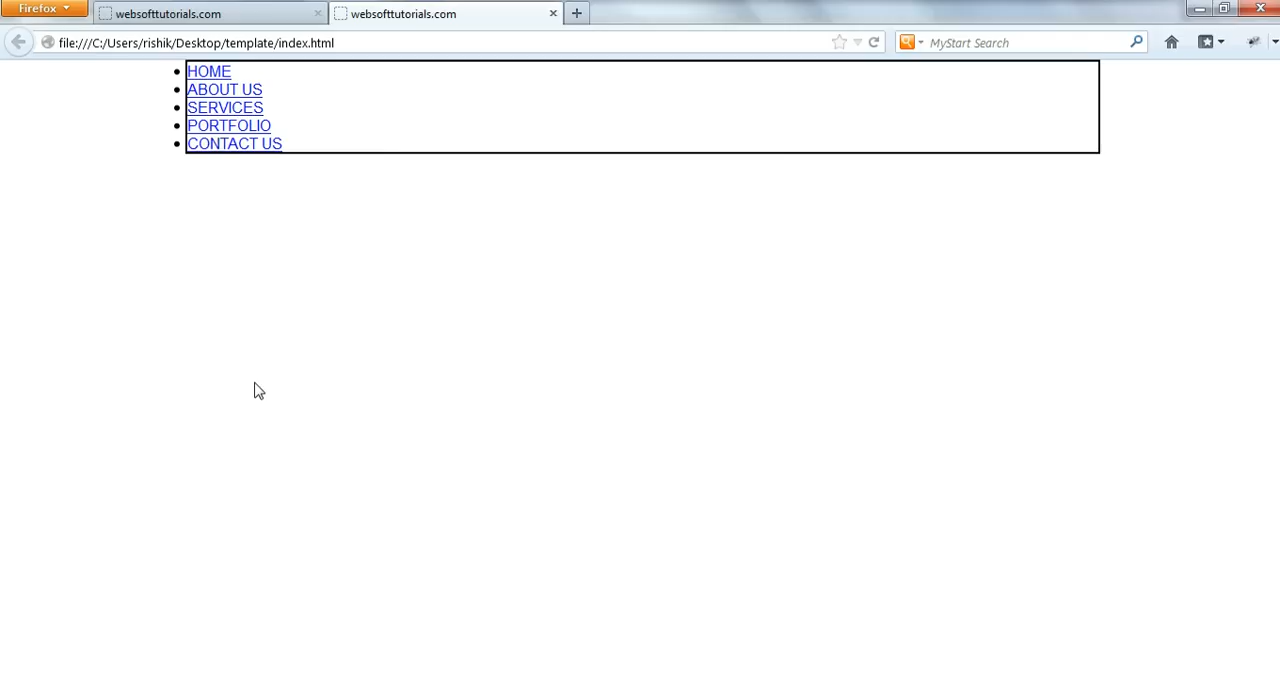 Firefox
websofttutorials.com
websofttutorials.com
file:///C:/Users/rishik/Desktop/template/index.html
MyStart Search
HOME
ABOUT US
SERVICES
PORTFOLIO
CONTACT US